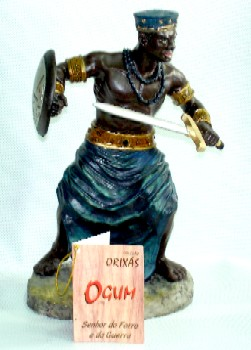 ORIXÁS
OGUM
Senhor do Ferro
e da Guerra